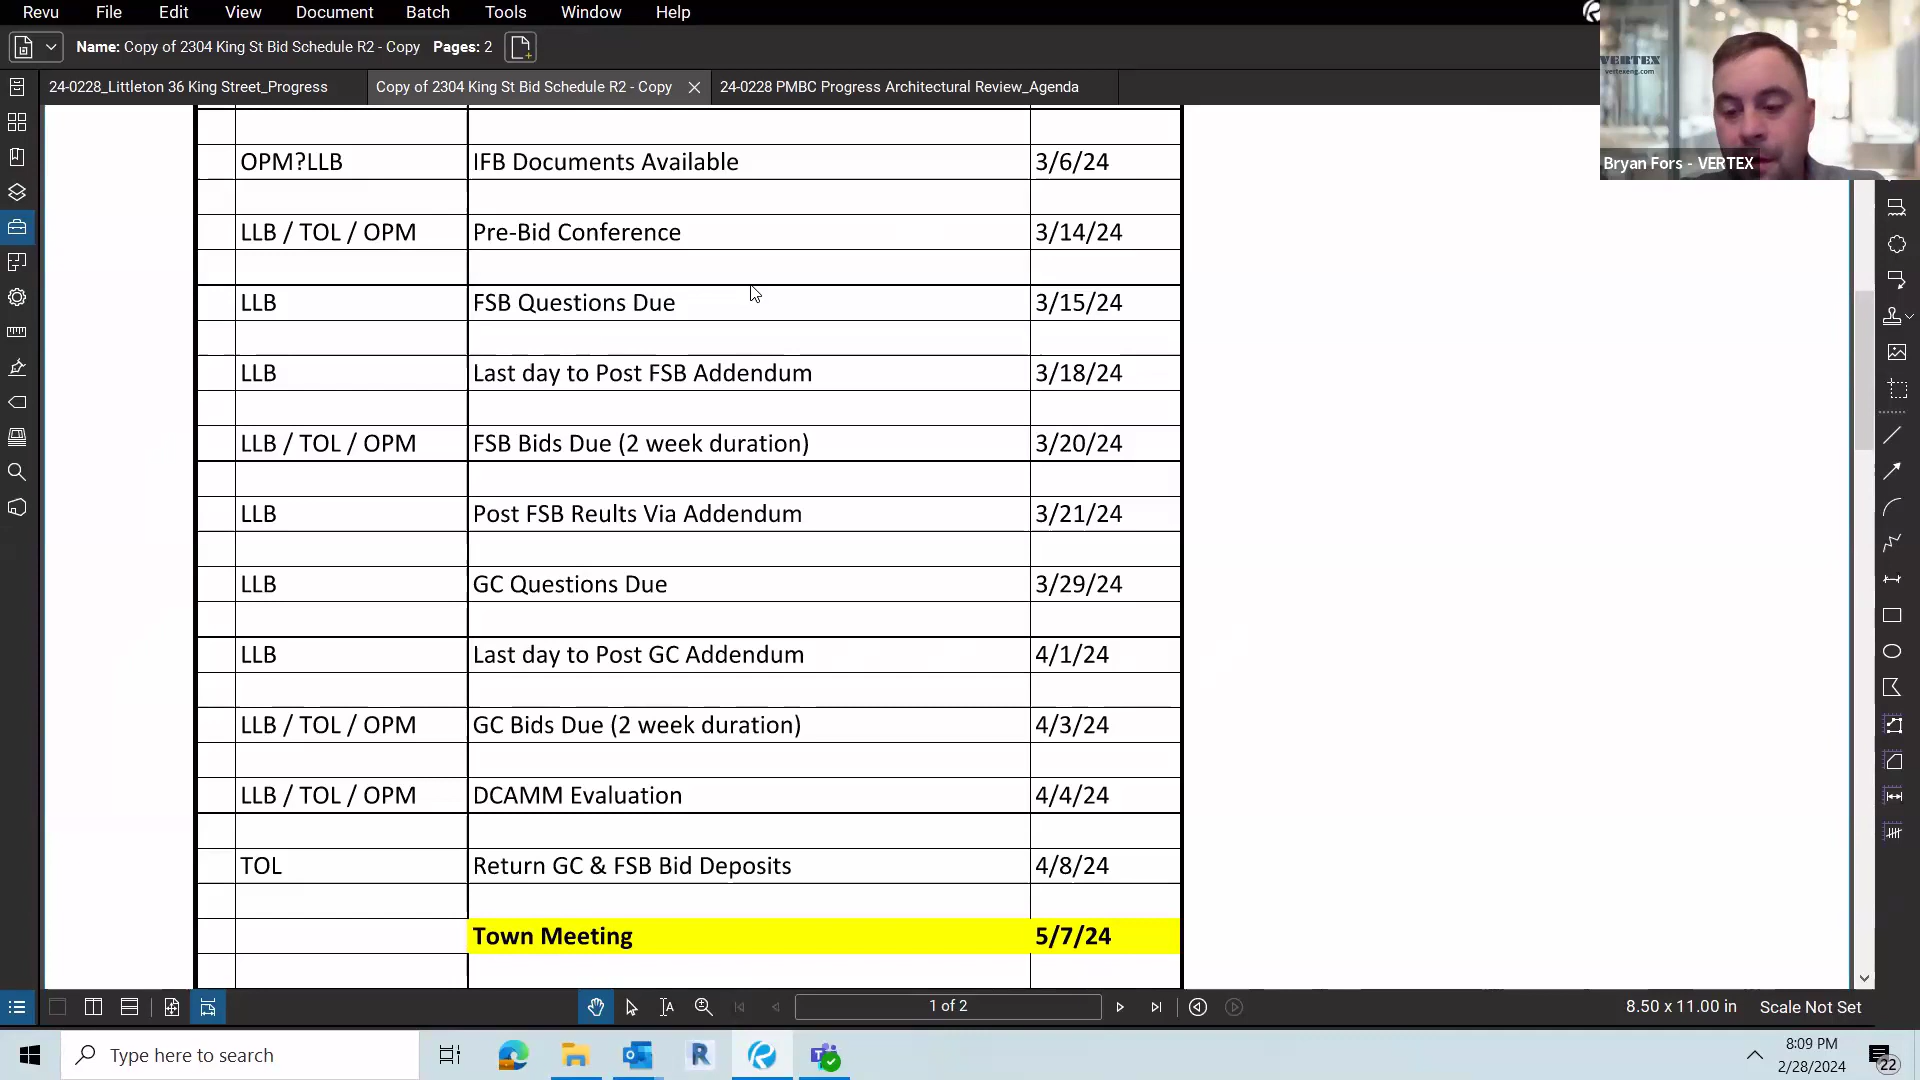 Revu File Edit View Document Batch Tools Window Help
Name: Copy of 2304 King St Bid Schedule R2 - Copy Pages: 2
24-0228_Littleton 36 King Street_Progress Copy of 2304 King St Bid Schedule R2 - Copy 24-0228 PMBC Progress Architectural Review_Agenda
VERTEX
vertexeng.com
Bryan Fors - VERTEX
OPM?LLB IFB Documents Available 3/6/24
LLB / TOL / OPM Pre-Bid Conference 3/14/24
LLB FSB Questions Due 3/15/24
LLB Last day to Post FSB Addendum 3/18/24
LLB / TOL / OPM FSB Bids Due (2 week duration) 3/20/24
LLB Post FSB Reults Via Addendum 3/21/24
LLB GC Questions Due 3/29/24
LLB Last day to Post GC Addendum 4/1/24
LLB / TOL / OPM GC Bids Due (2 week duration) 4/3/24
LLB / TOL / OPM DCAMM Evaluation 4/4/24
TOL Return GC & FSB Bid Deposits 4/8/24
Town Meeting 5/7/24
1 of 2 8.50 x 11.00 in Scale Not Set
Type here to search
8:09 PM
2/28/2024
22